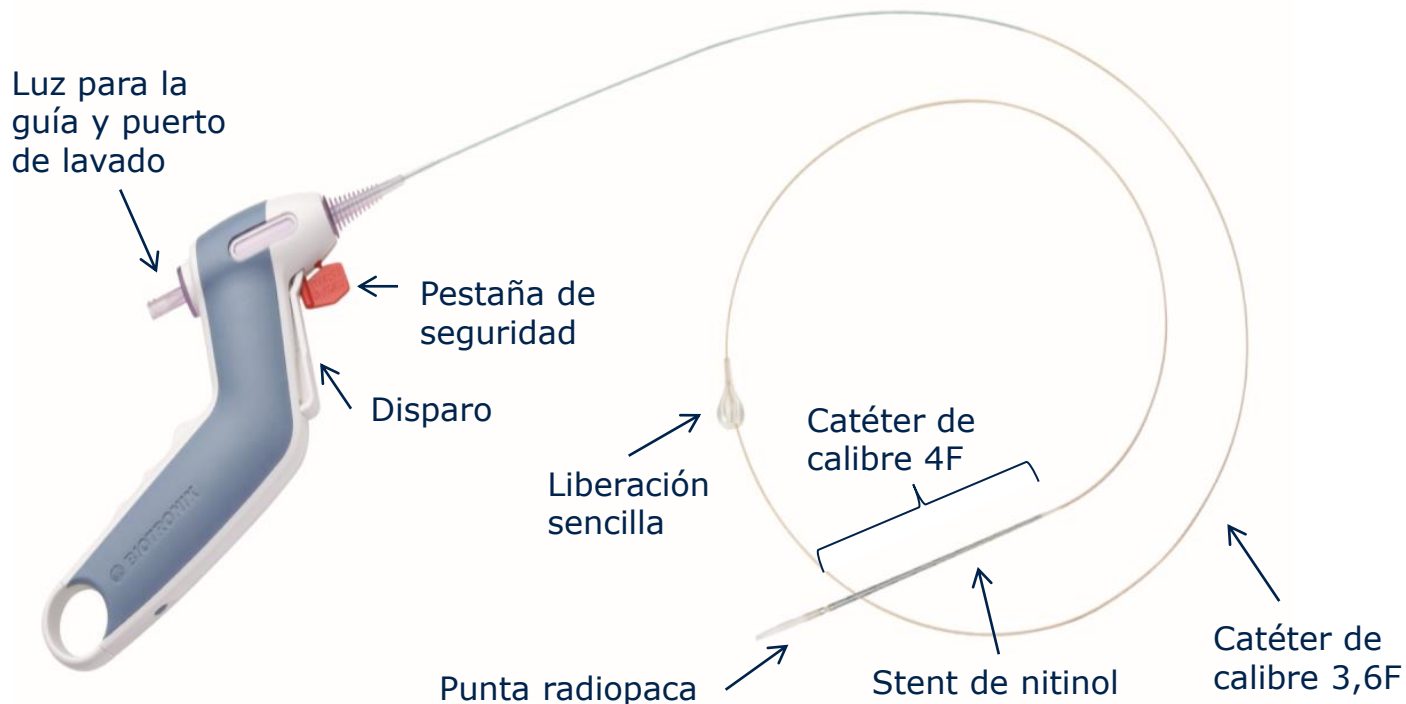 Luz para la
guía y puerto
de lavado
Pestaña de
seguridad
Disparo
BIOTRONIK
Liberación
sencilla
Catéter de
calibre 4F
Punta radiopaca
Stent de nitinol
Catéter de
calibre 3,6F